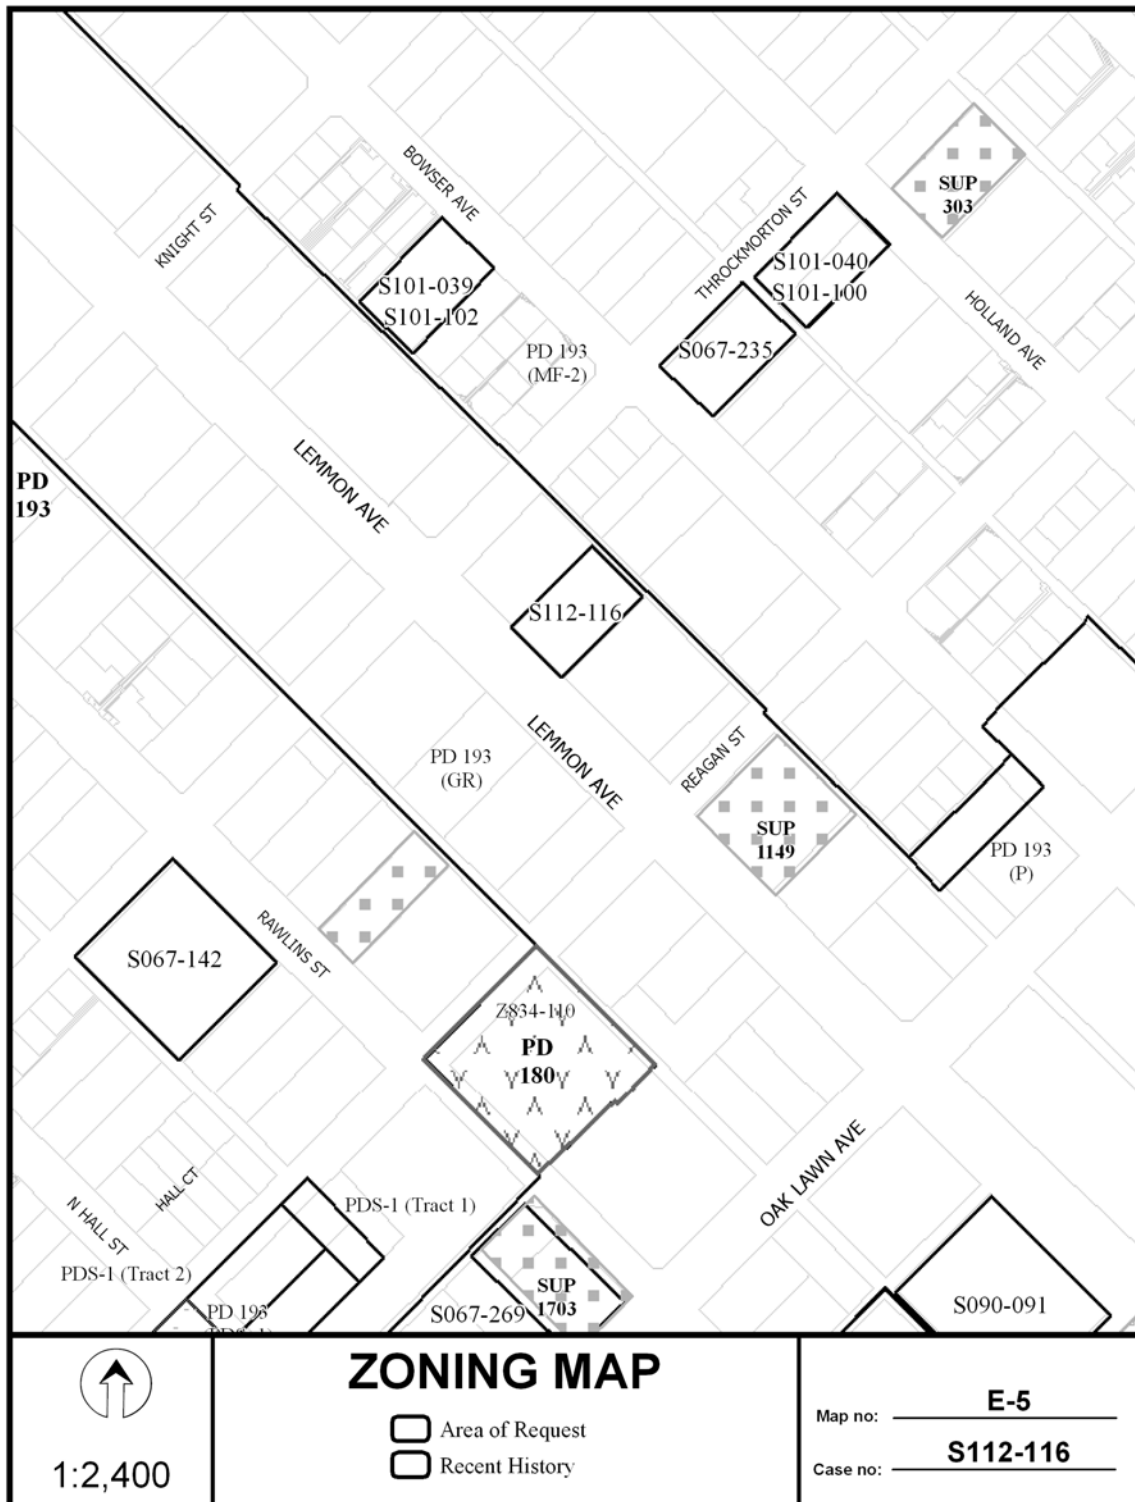 BOWSER AVE
KNIGHT ST
SUP
303
THROCKMORTON ST
S101-040
S101-100
S101-039
S101-102
HOLLAND AVE
S067-235
PD 193
(MF-2)
LEMMON AVE
PD
193
S112-116
LEMMON AVE
REAGAN ST
PD 193
(GR)
SUP
1149
PD 193
(P)
RAWLINS ST
S067-142
Z834-110
PD
180
OAK LAWN AVE
HALL CT
N HALL ST
PDS-1 (Tract 1)
PDS-1 (Tract 2)
SUP
1703
PD 193
S067-269
S090-091
1:2,400
ZONING MAP
Area of Request
Recent History
Map no: E-5
Case no: S112-116